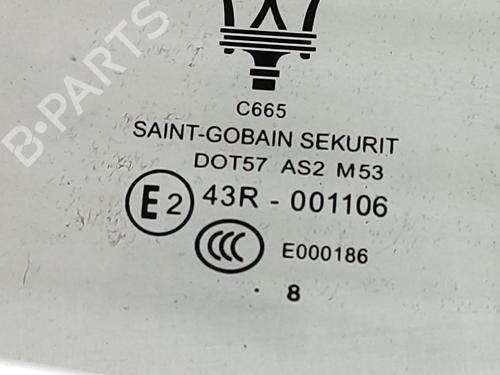 C665
SAINT-GOBAIN SEKURIT
DOT57 AS2 M53
E2 43R - 001106
CCC E000186
. 8
B-PARTS